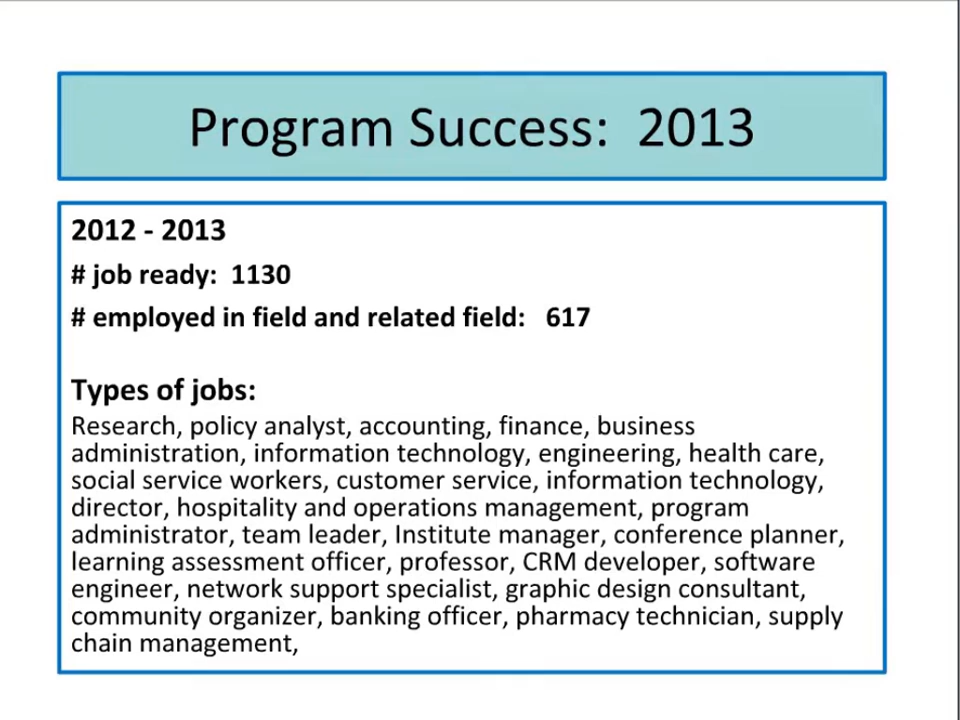 Program Success:  2013
2012 - 2013
# job ready:  1130
# employed in field and related field:   617
Types of jobs:
Research, policy analyst, accounting, finance, business
administration, information technology, engineering, health care,
social service workers, customer service, information technology,
director, hospitality and operations management, program
administrator, team leader, Institute manager, conference planner,
learning assessment officer, professor, CRM developer, software
engineer, network support specialist, graphic design consultant,
community organizer, banking officer, pharmacy technician, supply
chain management,